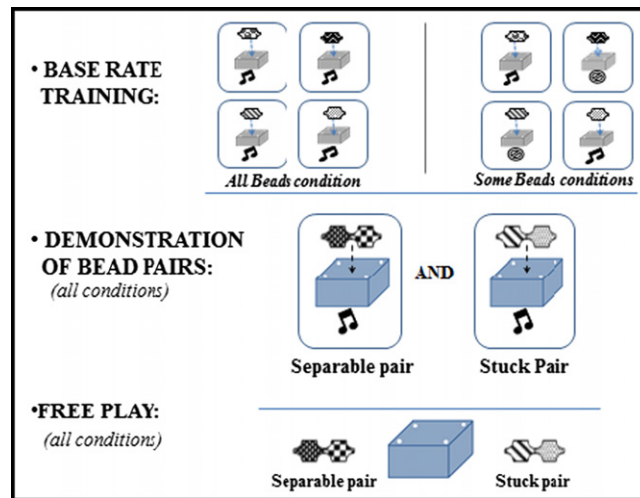 • BASE RATE
TRAINING:
All Beads condition
Some Beads conditions
• DEMONSTRATION
OF BEAD PAIRS:
(all conditions)
AND
Separable pair
Stuck Pair
•FREE PLAY:
(all conditions)
Separable pair
Stuck pair